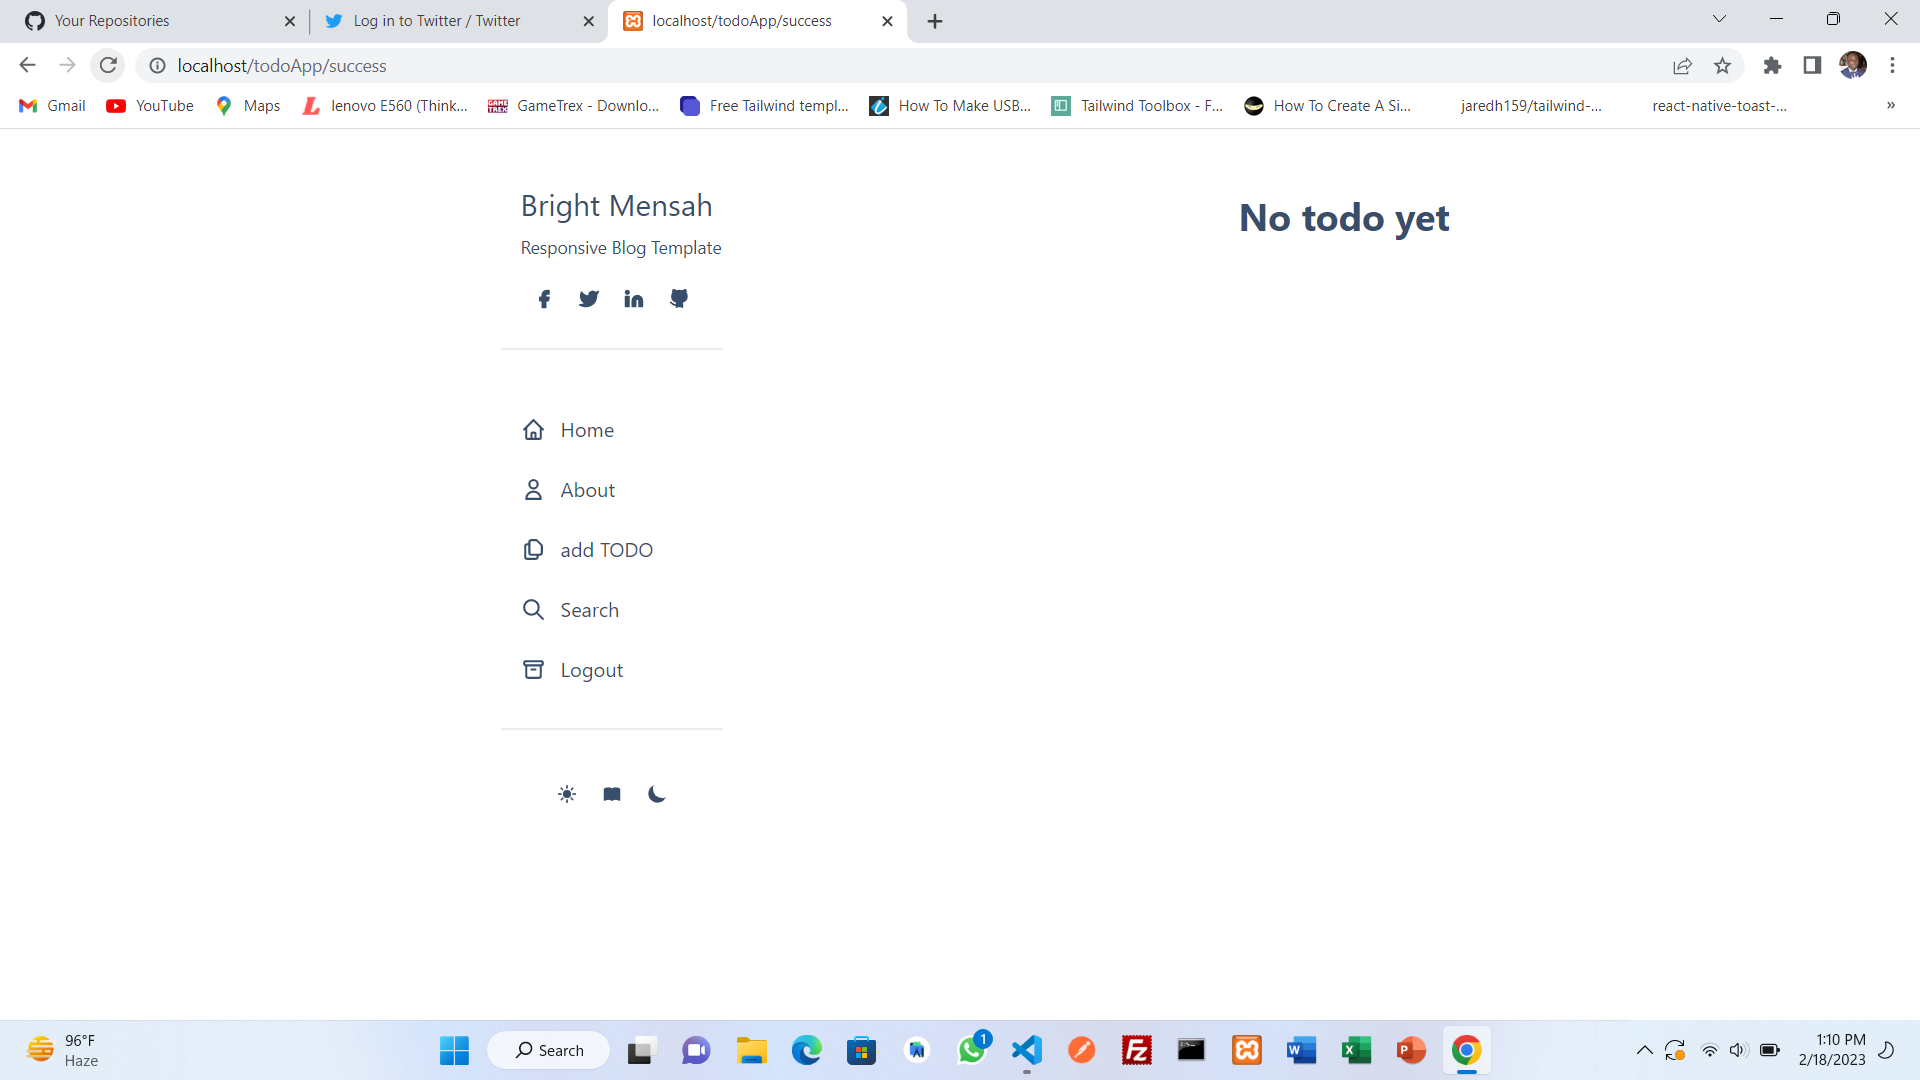 Your Repositories
Log in to Twitter / Twitter
localhost/todoApp/success
localhost/todoApp/success
Gmail
YouTube
Maps
lenovo E560 (Think...
GameTrex - Downlo...
Free Tailwind templ...
How To Make USB...
Tailwind Toolbox - F...
How To Create A Si...
jaredh159/tailwind-...
react-native-toast-...
»
Bright Mensah
Responsive Blog Template
No todo yet
Home
About
add TODO
Search
Logout
96°F
Haze
Search
1
1:10 PM
2/18/2023